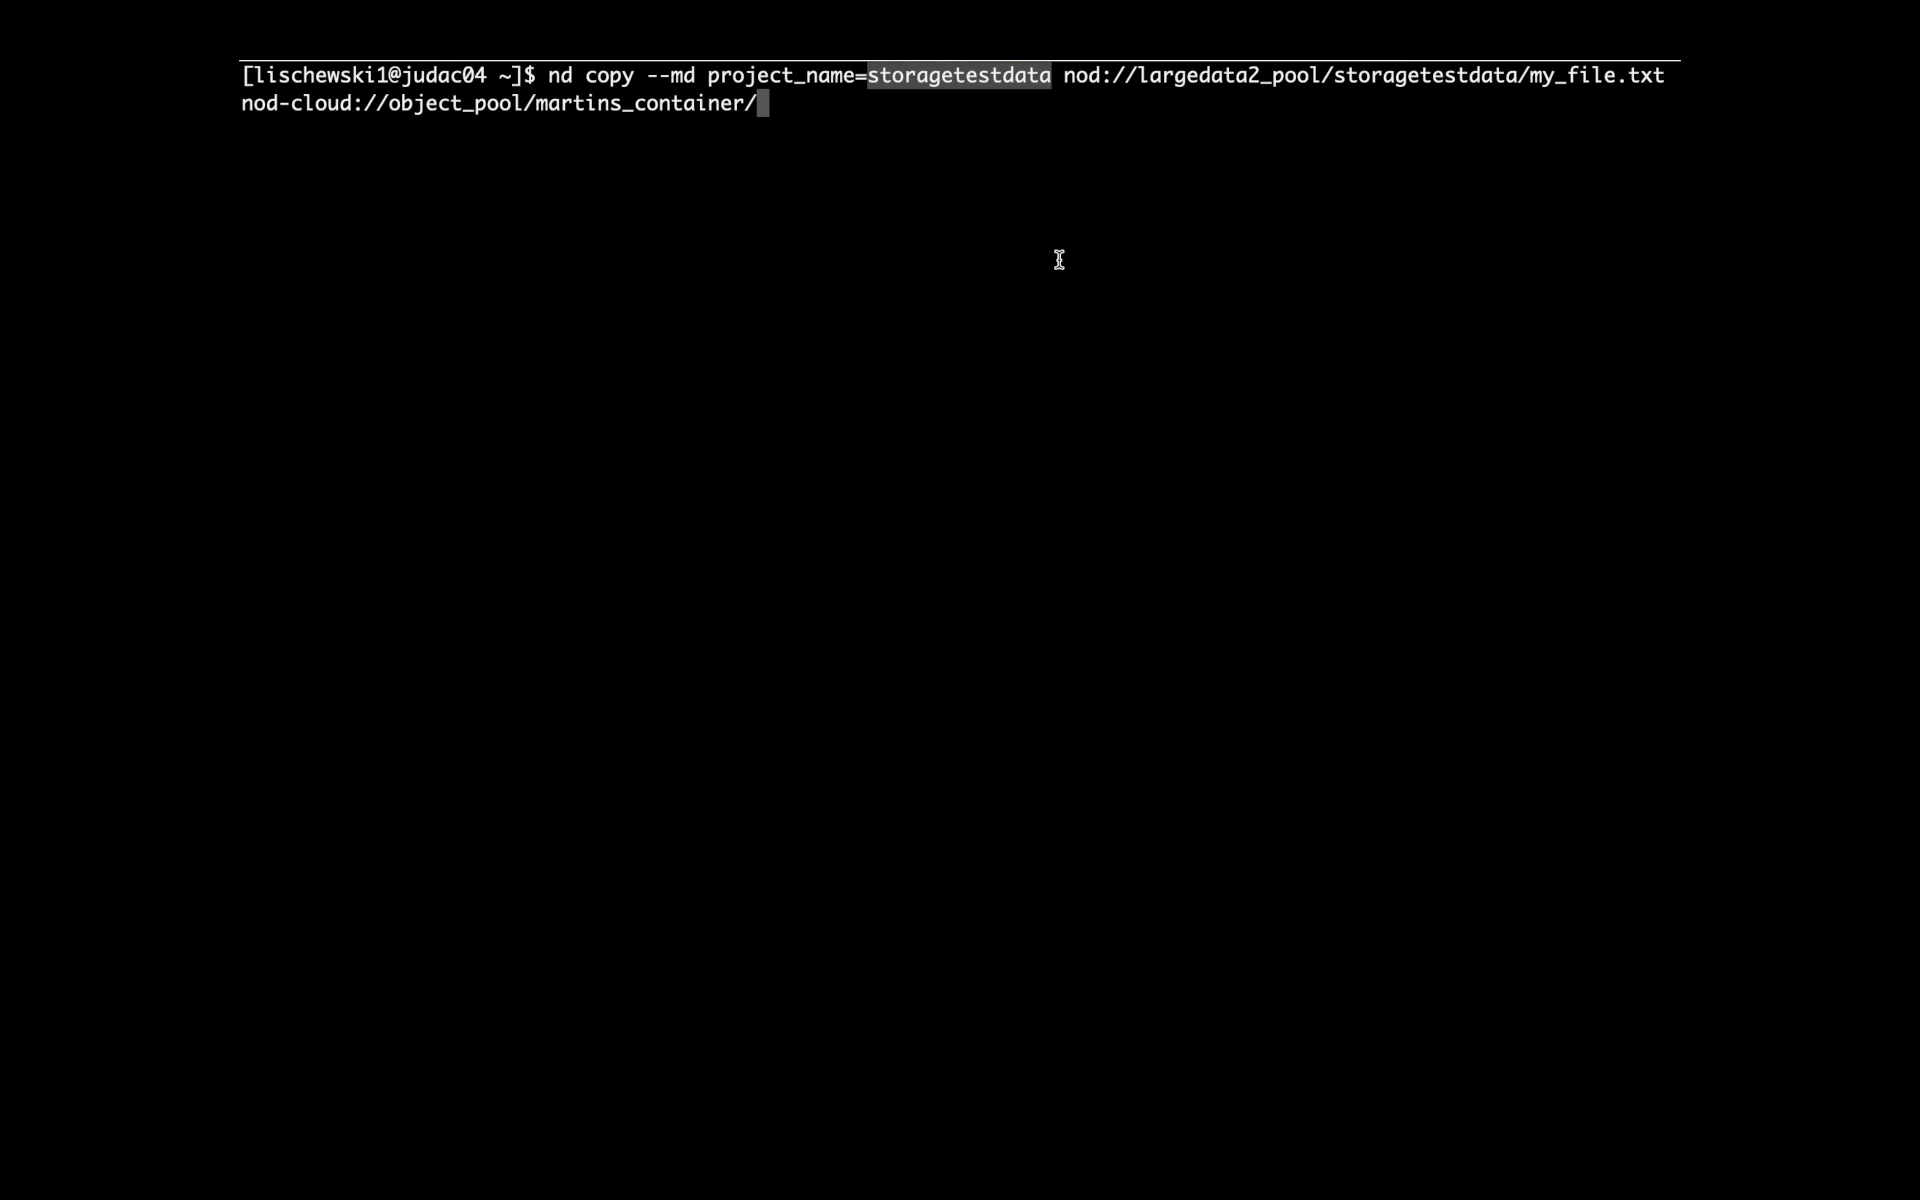 [lischewski1@judac04 ~]$ nd copy --md project_name=storagetestdata nod://largedata2_pool/storagetestdata/my_file.txt
nod-cloud://object_pool/martins_container/